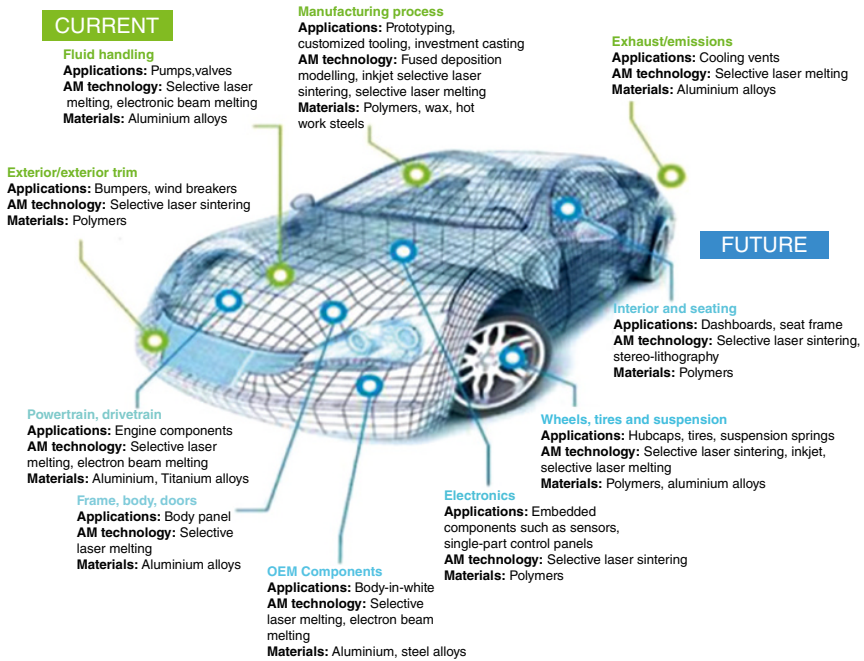 CURRENT
Fluid handling
Applications: Pumps,valves
AM technology: Selective laser
melting, electronic beam melting
Materials: Aluminium alloys
Manufacturing process
Applications: Prototyping,
customized tooling, investment casting
AM technology: Fused deposition
modelling, inkjet selective laser
sintering, selective laser melting
Materials: Polymers, wax, hot
work steels
Exhaust/emissions
Applications: Cooling vents
AM technology: Selective laser melting
Materials: Aluminium alloys
Exterior/exterior trim
Applications: Bumpers, wind breakers
AM technology: Selective laser sintering
Materials: Polymers
FUTURE
Interior and seating
Applications: Dashboards, seat frame
AM technology: Selective laser sintering,
stereo-lithography
Materials: Polymers
Powertrain, drivetrain
Applications: Engine components
AM technology: Selective laser
melting, electron beam melting
Materials: Aluminium, Titanium alloys
Wheels, tires and suspension
Applications: Hubcaps, tires, suspension springs
AM technology: Selective laser sintering, inkjet,
selective laser melting
Materials: Polymers, aluminium alloys
Frame, body, doors
Applications: Body panel
AM technology: Selective
laser melting
Materials: Aluminium alloys
Electronics
Applications: Embedded
components such as sensors,
single-part control panels
AM technology: Selective laser sintering
Materials: Polymers
OEM Components
Applications: Body-in-white
AM technology: Selective
laser melting, electron beam
melting
Materials: Aluminium, steel alloys